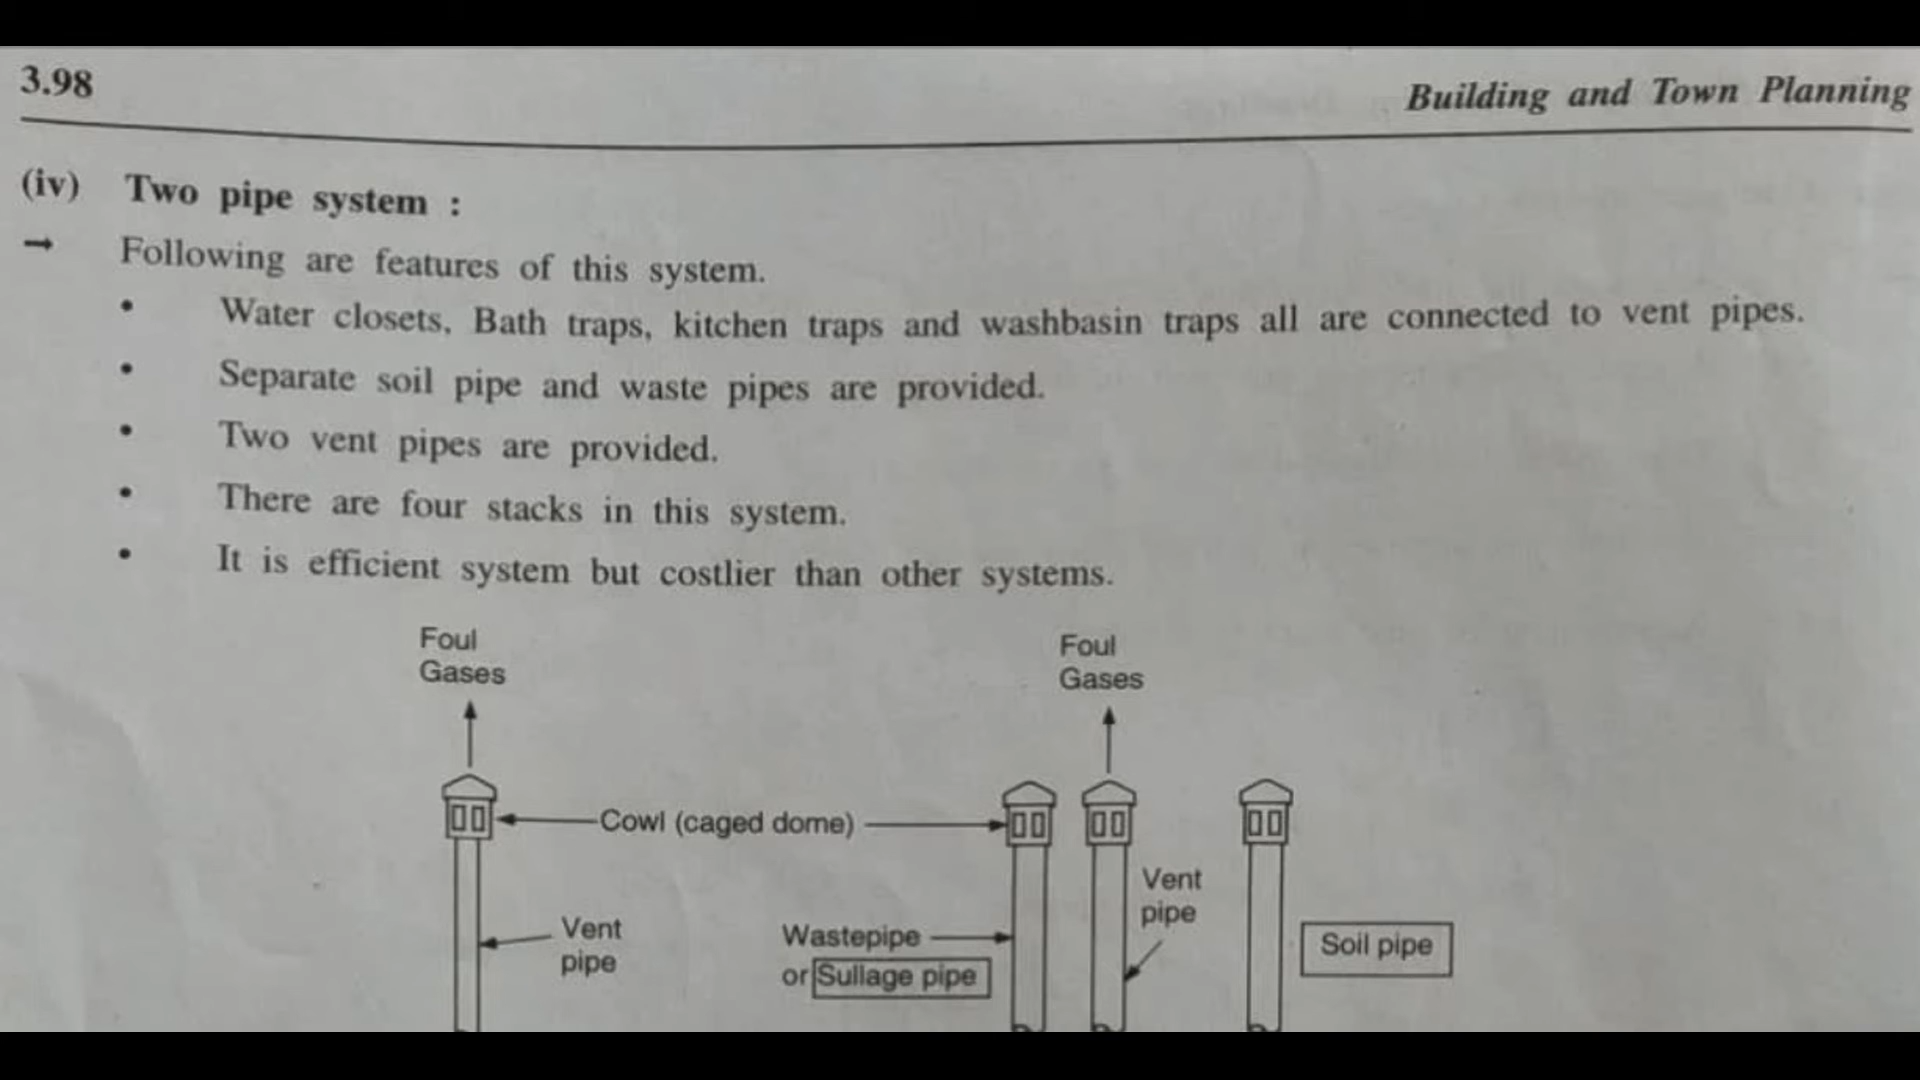 3.98
Building and Town Planning
(iv) Two pipe system :
→ Following are features of this system.
• Water closets, Bath traps, kitchen traps and washbasin traps all are connected to vent pipes.
• Separate soil pipe and waste pipes are provided.
• Two vent pipes are provided.
• There are four stacks in this system.
• It is efficient system but costlier than other systems.
Foul
Gases
Foul
Gases
Cowl (caged dome)
Vent
pipe
Wastepipe
or Sullage pipe
Vent
pipe
Soil pipe